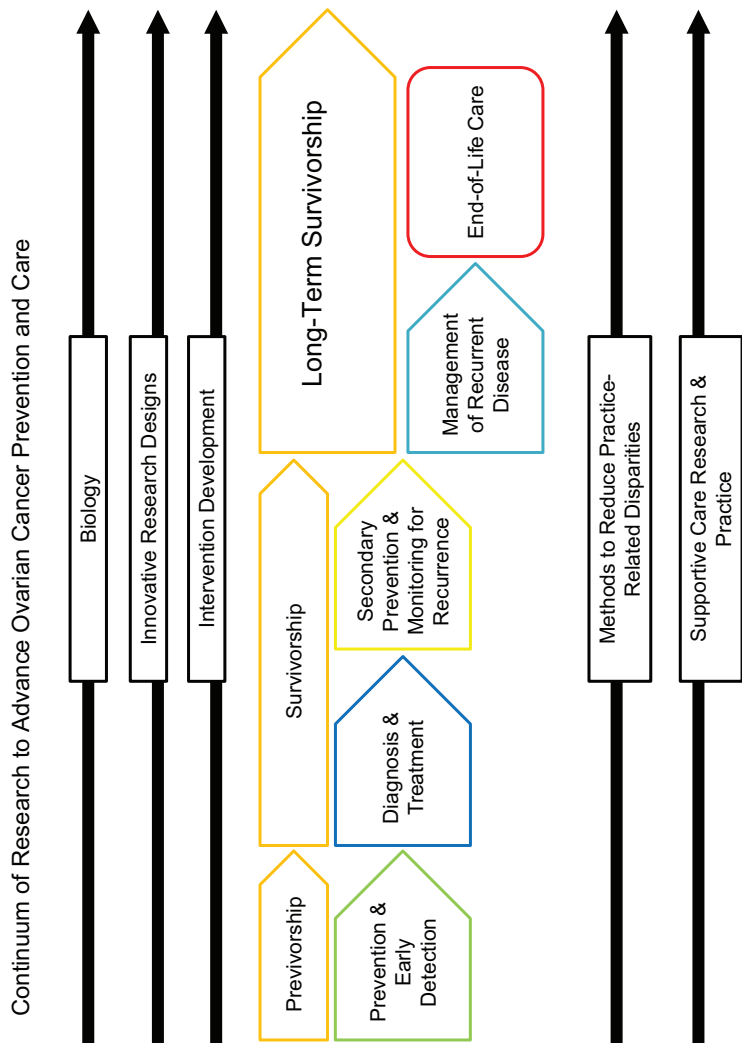 Continuum of Research to Advance Ovarian Cancer Prevention and Care
Biology
Innovative Research Designs
Intervention Development
Previvorship
Survivorship
Long-Term Survivorship
Prevention &
Early
Detection
Diagnosis &
Treatment
Secondary
Prevention &
Monitoring for
Recurrence
Management
of Recurrent
Disease
End-of-Life Care
Methods to Reduce Practice-
Related Disparities
Supportive Care Research &
Practice